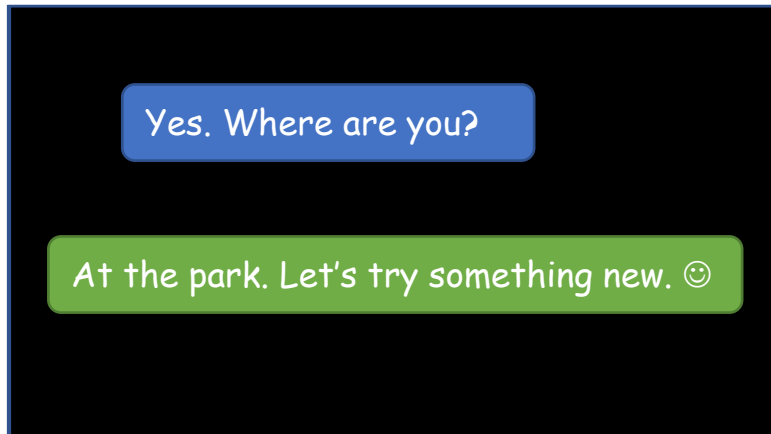 Yes. Where are you?
At the park. Let’s try something new. ☺